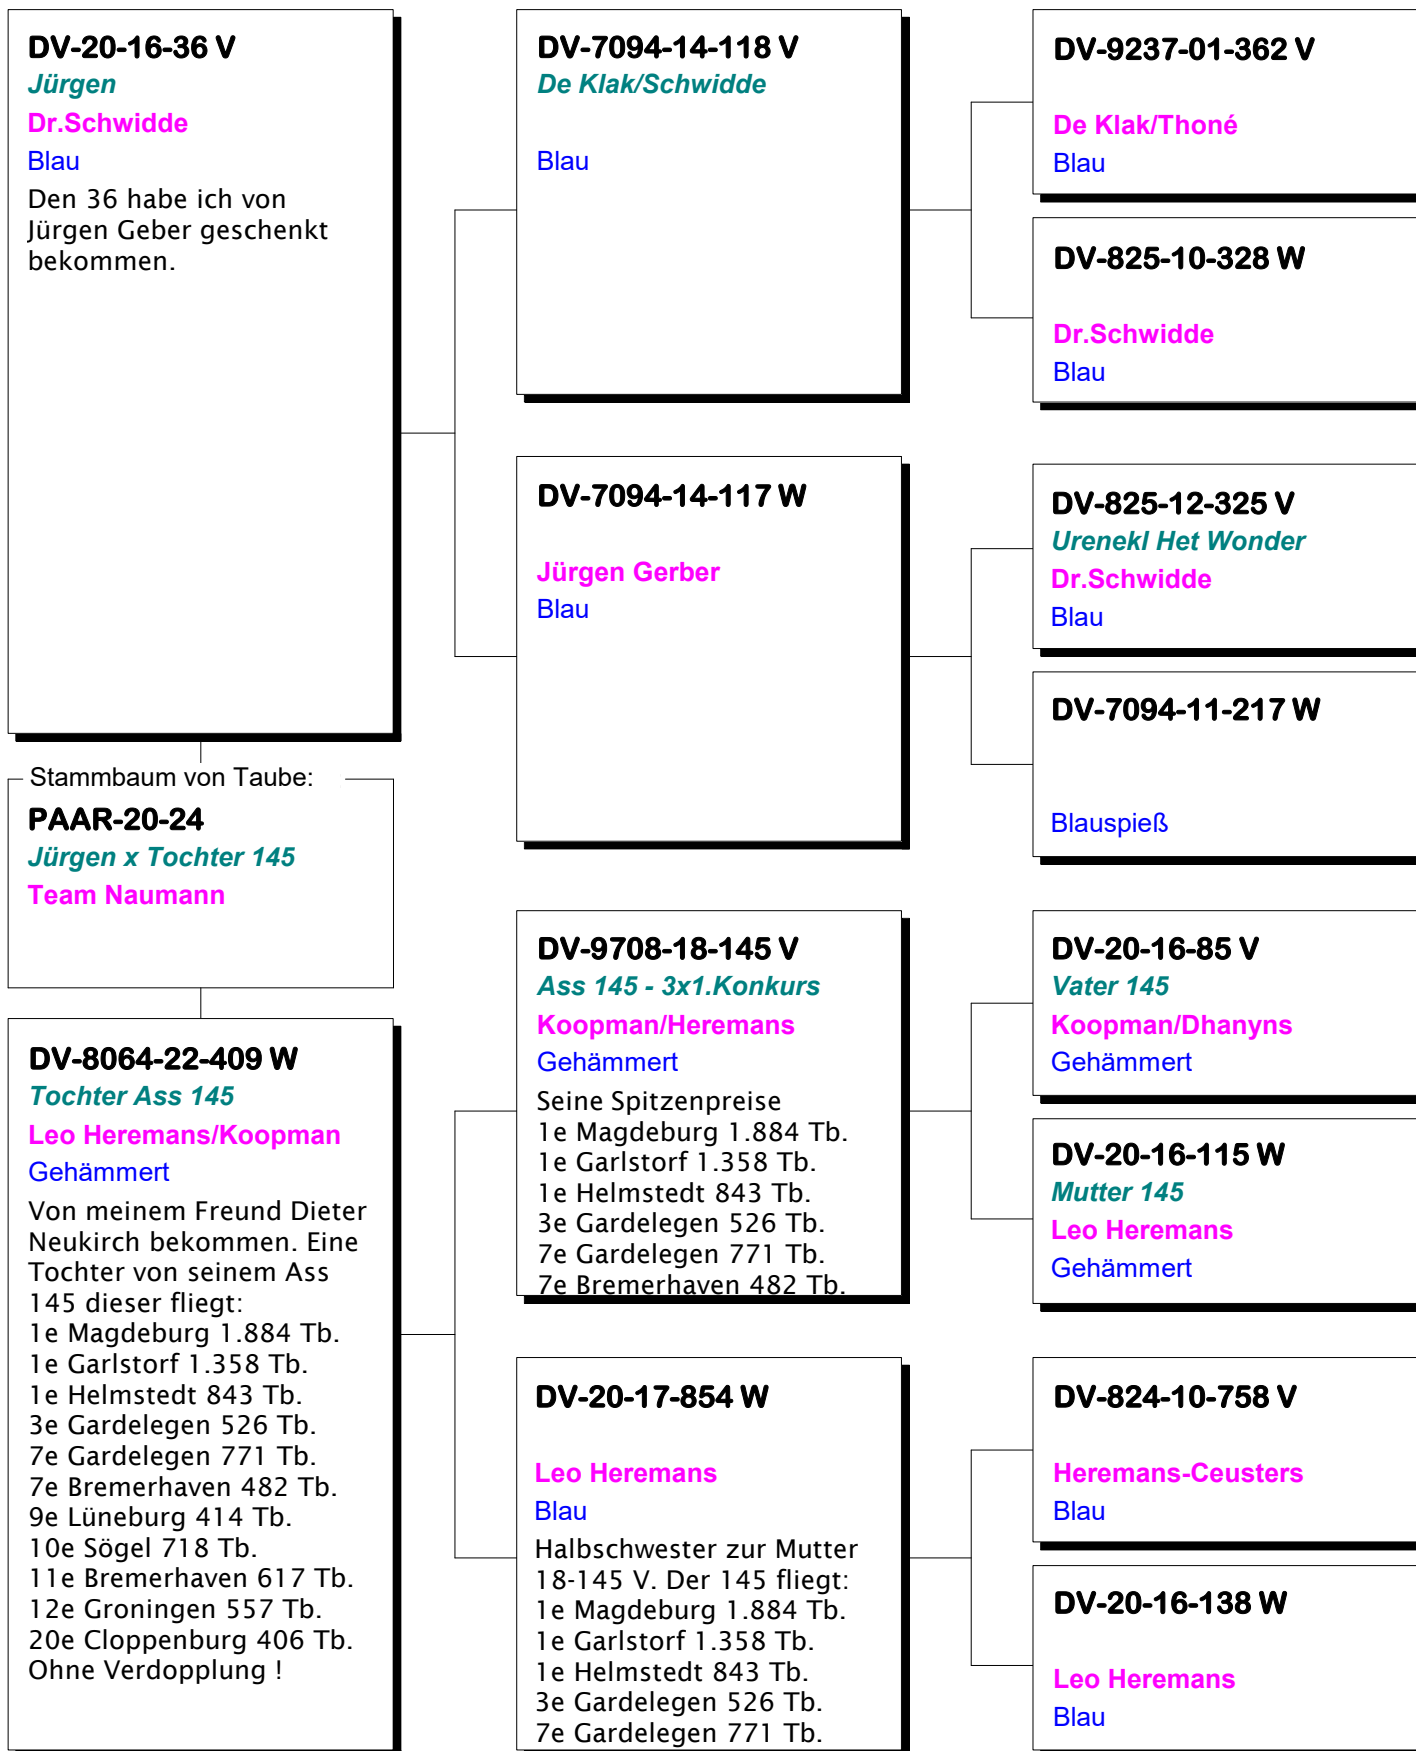 DV-20-16-36 V
Jürgen
Dr.Schwidde
Blau
Den 36 habe ich von
Jürgen Geber geschenkt
bekommen.
Stammbaum von Taube:
PAAR-20-24
Jürgen x Tochter 145
Team Naumann
DV-8064-22-409 W
Tochter Ass 145
Leo Heremans/Koopman
Gehämmert
Von meinem Freund Dieter
Neukirch bekommen. Eine
Tochter von seinem Ass
145 dieser fliegt:
1e Magdeburg 1.884 Tb.
1e Garlstorf 1.358 Tb.
1e Helmstedt 843 Tb.
3e Gardelegen 526 Tb.
7e Gardelegen 771 Tb.
7e Bremerhaven 482 Tb.
9e Lüneburg 414 Tb.
10e Sögel 718 Tb.
11e Bremerhaven 617 Tb.
12e Groningen 557 Tb.
20e Cloppenburg 406 Tb.
Ohne Verdopplung !
DV-7094-14-118 V
De Klak/Schwidde
Blau
DV-7094-14-117 W
Jürgen Gerber
Blau
DV-9708-18-145 V
Ass 145 - 3x1.Konkurs
Koopman/Heremans
Gehämmert
Seine Spitzenpreise
1e Magdeburg 1.884 Tb.
1e Garlstorf 1.358 Tb.
1e Helmstedt 843 Tb.
3e Gardelegen 526 Tb.
7e Gardelegen 771 Tb.
7e Bremerhaven 482 Tb.
DV-20-17-854 W
Leo Heremans
Blau
Halbschwester zur Mutter
18-145 V. Der 145 fliegt:
1e Magdeburg 1.884 Tb.
1e Garlstorf 1.358 Tb.
1e Helmstedt 843 Tb.
3e Gardelegen 526 Tb.
7e Gardelegen 771 Tb.
DV-9237-01-362 V
De Klak/Thoné
Blau
DV-825-10-328 W
Dr.Schwidde
Blau
DV-825-12-325 V
Urenekl Het Wonder
Dr.Schwidde
Blau
DV-7094-11-217 W
Blauspieß
DV-20-16-85 V
Vater 145
Koopman/Dhanyns
Gehämmert
DV-20-16-115 W
Mutter 145
Leo Heremans
Gehämmert
DV-824-10-758 V
Heremans-Ceusters
Blau
DV-20-16-138 W
Leo Heremans
Blau